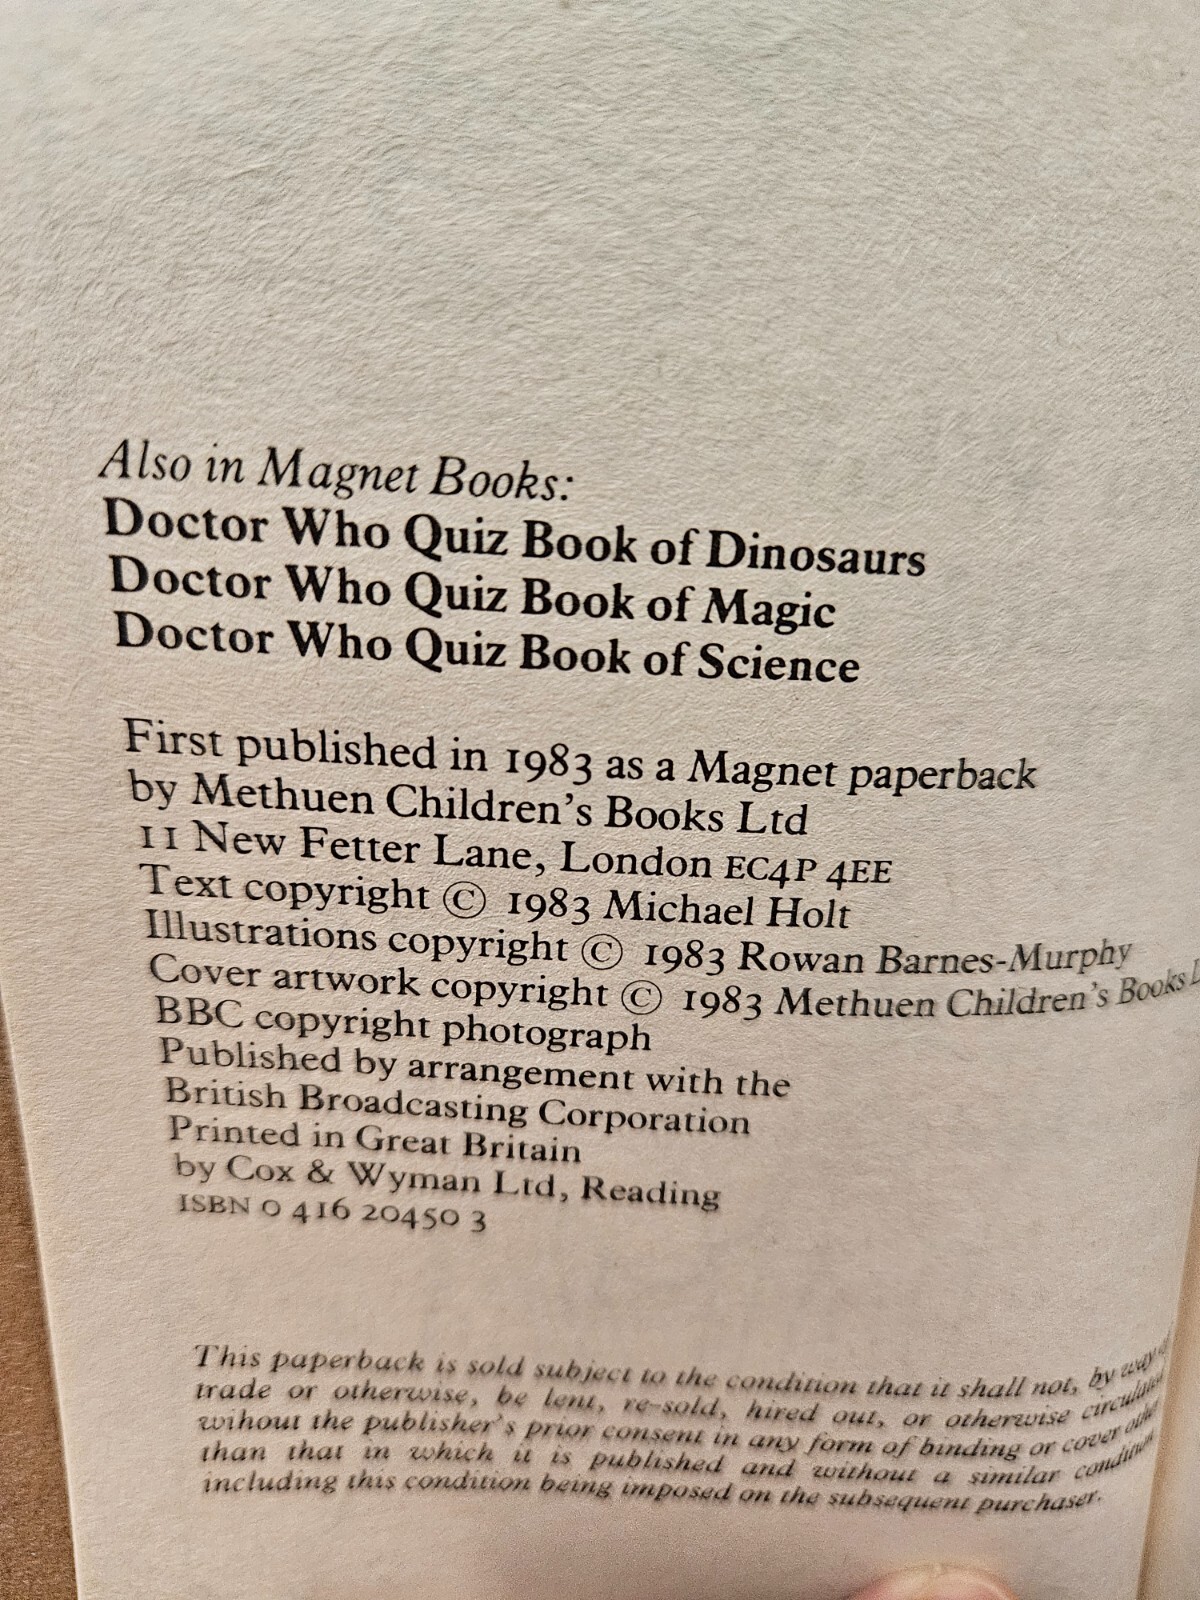 Also in Magnet Books:
Doctor Who Quiz Book of Dinosaurs
Doctor Who Quiz Book of Magic
Doctor Who Quiz Book of Science
First published in 1983 as a Magnet paperback
by Methuen Children's Books Ltd
11 New Fetter Lane, London EC4P 4EE
Text copyright © 1983 Michael Holt
Illustrations copyright © 1983 Rowan Barnes-Murphy
Cover artwork copyright © 1983 Methuen Children's Books
BBC copyright photograph
Published by arrangement with the
British Broadcasting Corporation
Printed in Great Britain
by Cox & Wyman Ltd, Reading
ISBN 0 416 20450 3
This paperback is sold subject to the condition that it shall not, by way
trade or otherwise, be lent, re-sold, hired out, or otherwise
wihout the publisher's prior consent in any form of binding or cover
than that in which it is published and without a similar
including this condition being imposed on the subsequent purchaser.